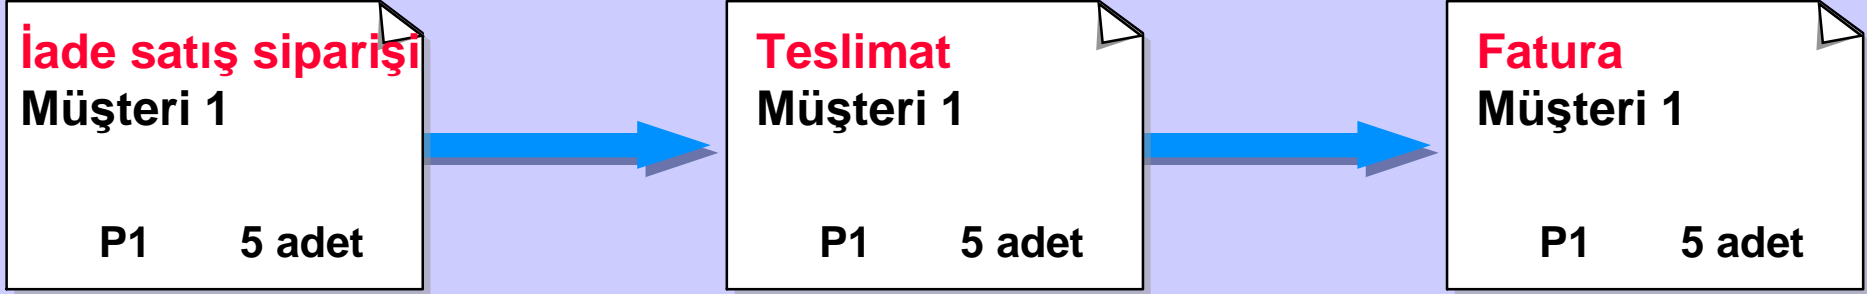 İade satış siparişi
Müşteri 1
P1 5 adet
Teslimat
Müşteri 1
P1 5 adet
Fatura
Müşteri 1
P1 5 adet